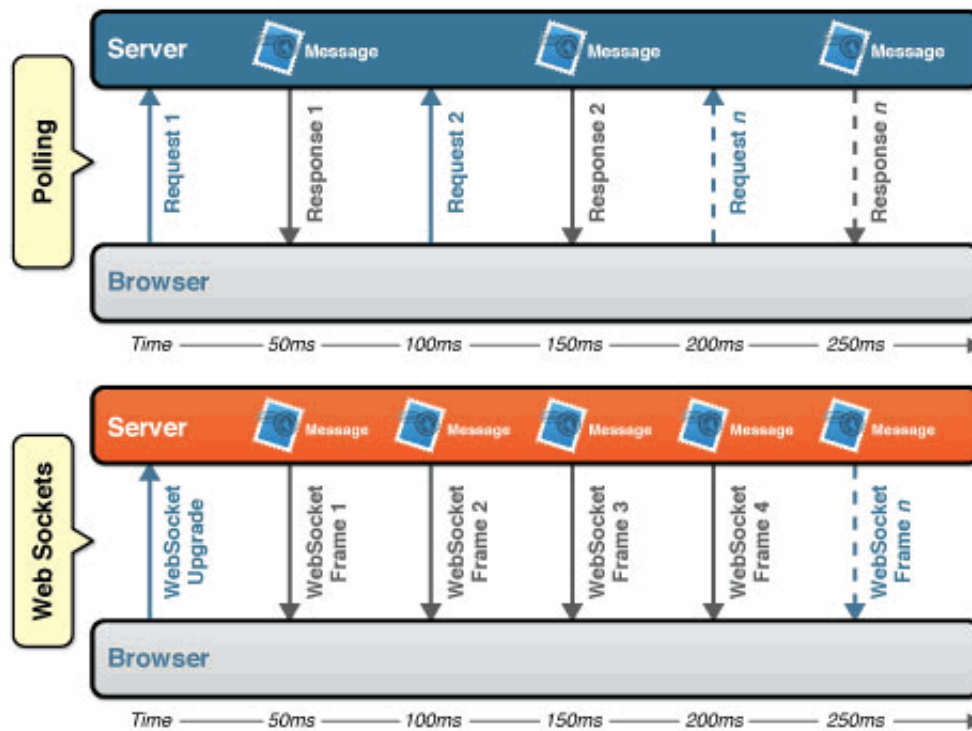 Server
Message
Message
Message
Polling
Request 1
Response 1
Request 2
Response 2
Request n
Response n
Browser
Time 50ms 100ms 150ms 200ms 250ms
Server
Message
Message
Message
Message
Message
Web Sockets
WebSocket
Upgrade
WebSocket
Frame 1
WebSocket
Frame 2
WebSocket
Frame 3
WebSocket
Frame 4
WebSocket
Frame n
Browser
Time 50ms 100ms 150ms 200ms 250ms